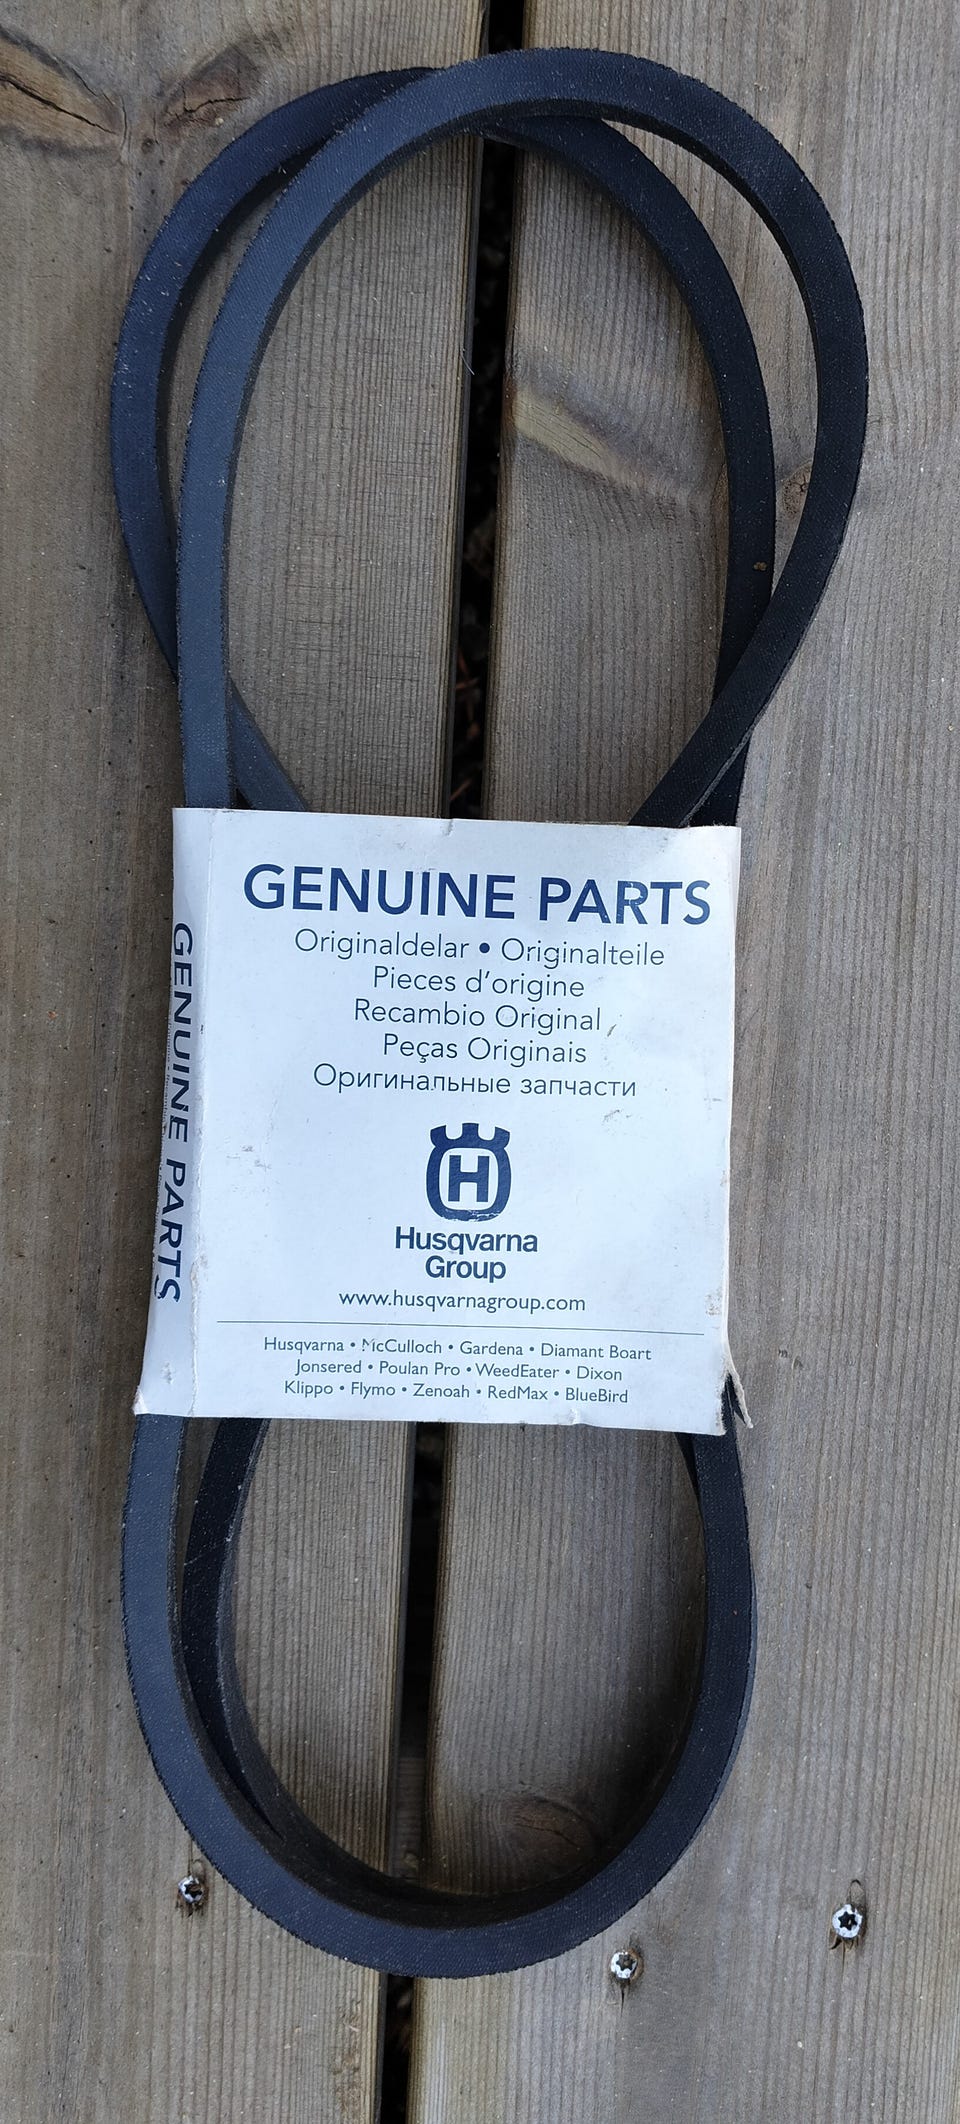 GENUINE PARTS
Originaldelar • Originalteile
Pieces d'origine
Recambio Original
Peças Originais
Оригинальные запчасти
H
Husqvarna
Group
www.husqvarnagroup.com
Husqvarna • McCulloch • Gardena • Diamant Boart
Jonsered • Poulan Pro • WeedEater • Dixon
Klippo • Flymo • Zenoah • RedMax • BlueBird
GENUINE PARTS